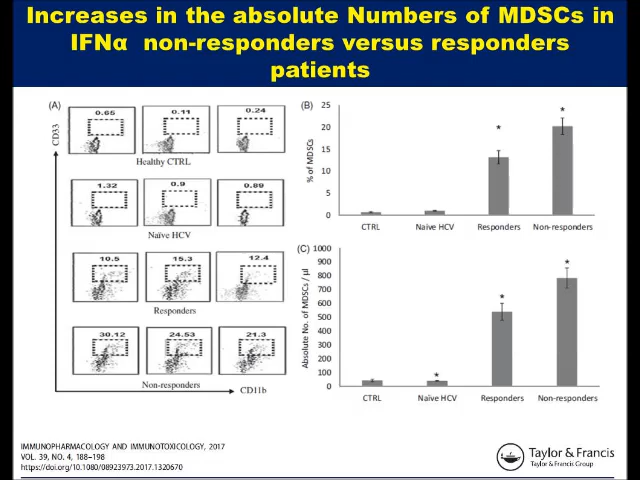 Increases in the absolute Numbers of MDSCs in
IFNα non-responders versus responders
patients
(A)
CD33
0.65 0.11 0.24
Healthy CTRL
1.32 0.9 0.89
Naïve HCV
10.5 15.3 12.4
Responders
30.12 24.53 21.3
Non-responders
CD11b
(B)
% of MDSCs
25
20
15
10
5
0
* *
CTRL Naive HCV Responders Non-responders
(C)
Absolute No. of MDSCs / µl
1000
900
800
700
600
500
400
300
200
100
0
* * *
CTRL Naïve HCV Responders Non-responders
IMMUNOPHARMACOLOGY AND IMMUNOTOXICOLOGY, 2017
VOL. 39, NO. 4, 188–198
https://doi.org/10.1080/08923973.2017.1320670
Taylor & Francis
Taylor & Francis Group